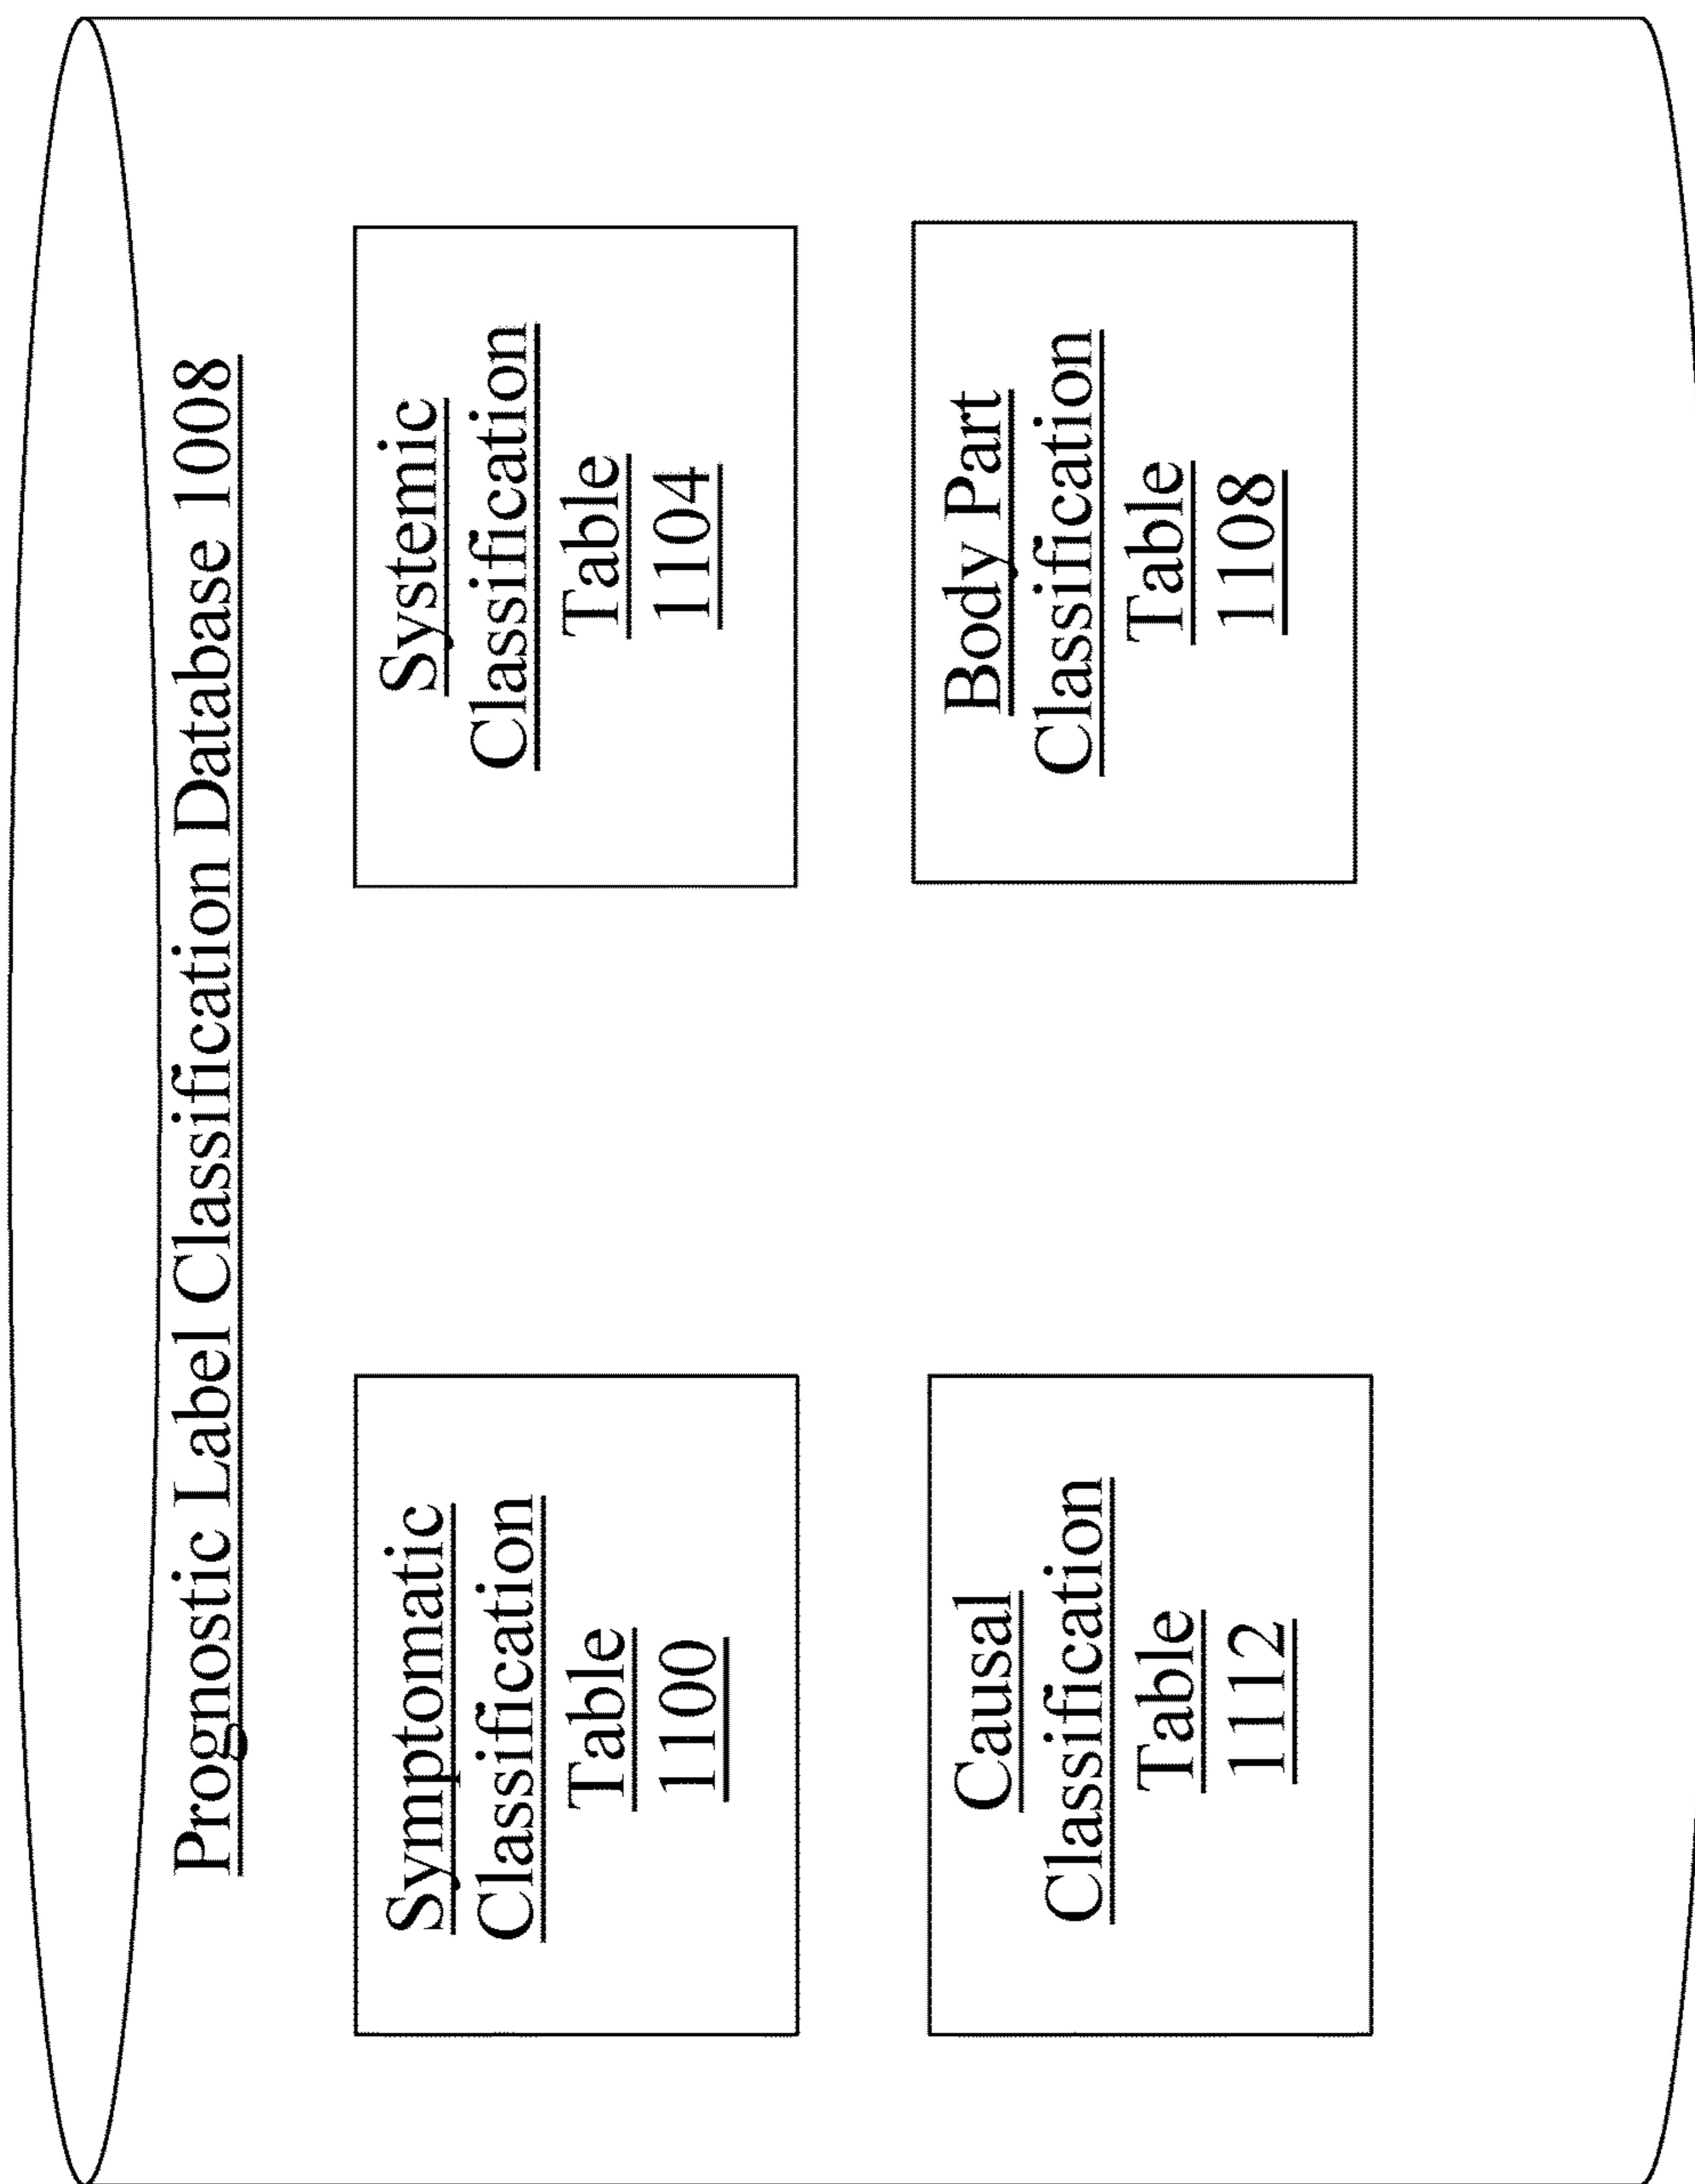 Prognostic Label Classification Database 1008
Symptomatic
Classification
Table
1100
Systemic
Classification
Table
1104
Causal
Classification
Table
1112
Body Part
Classification
Table
1108